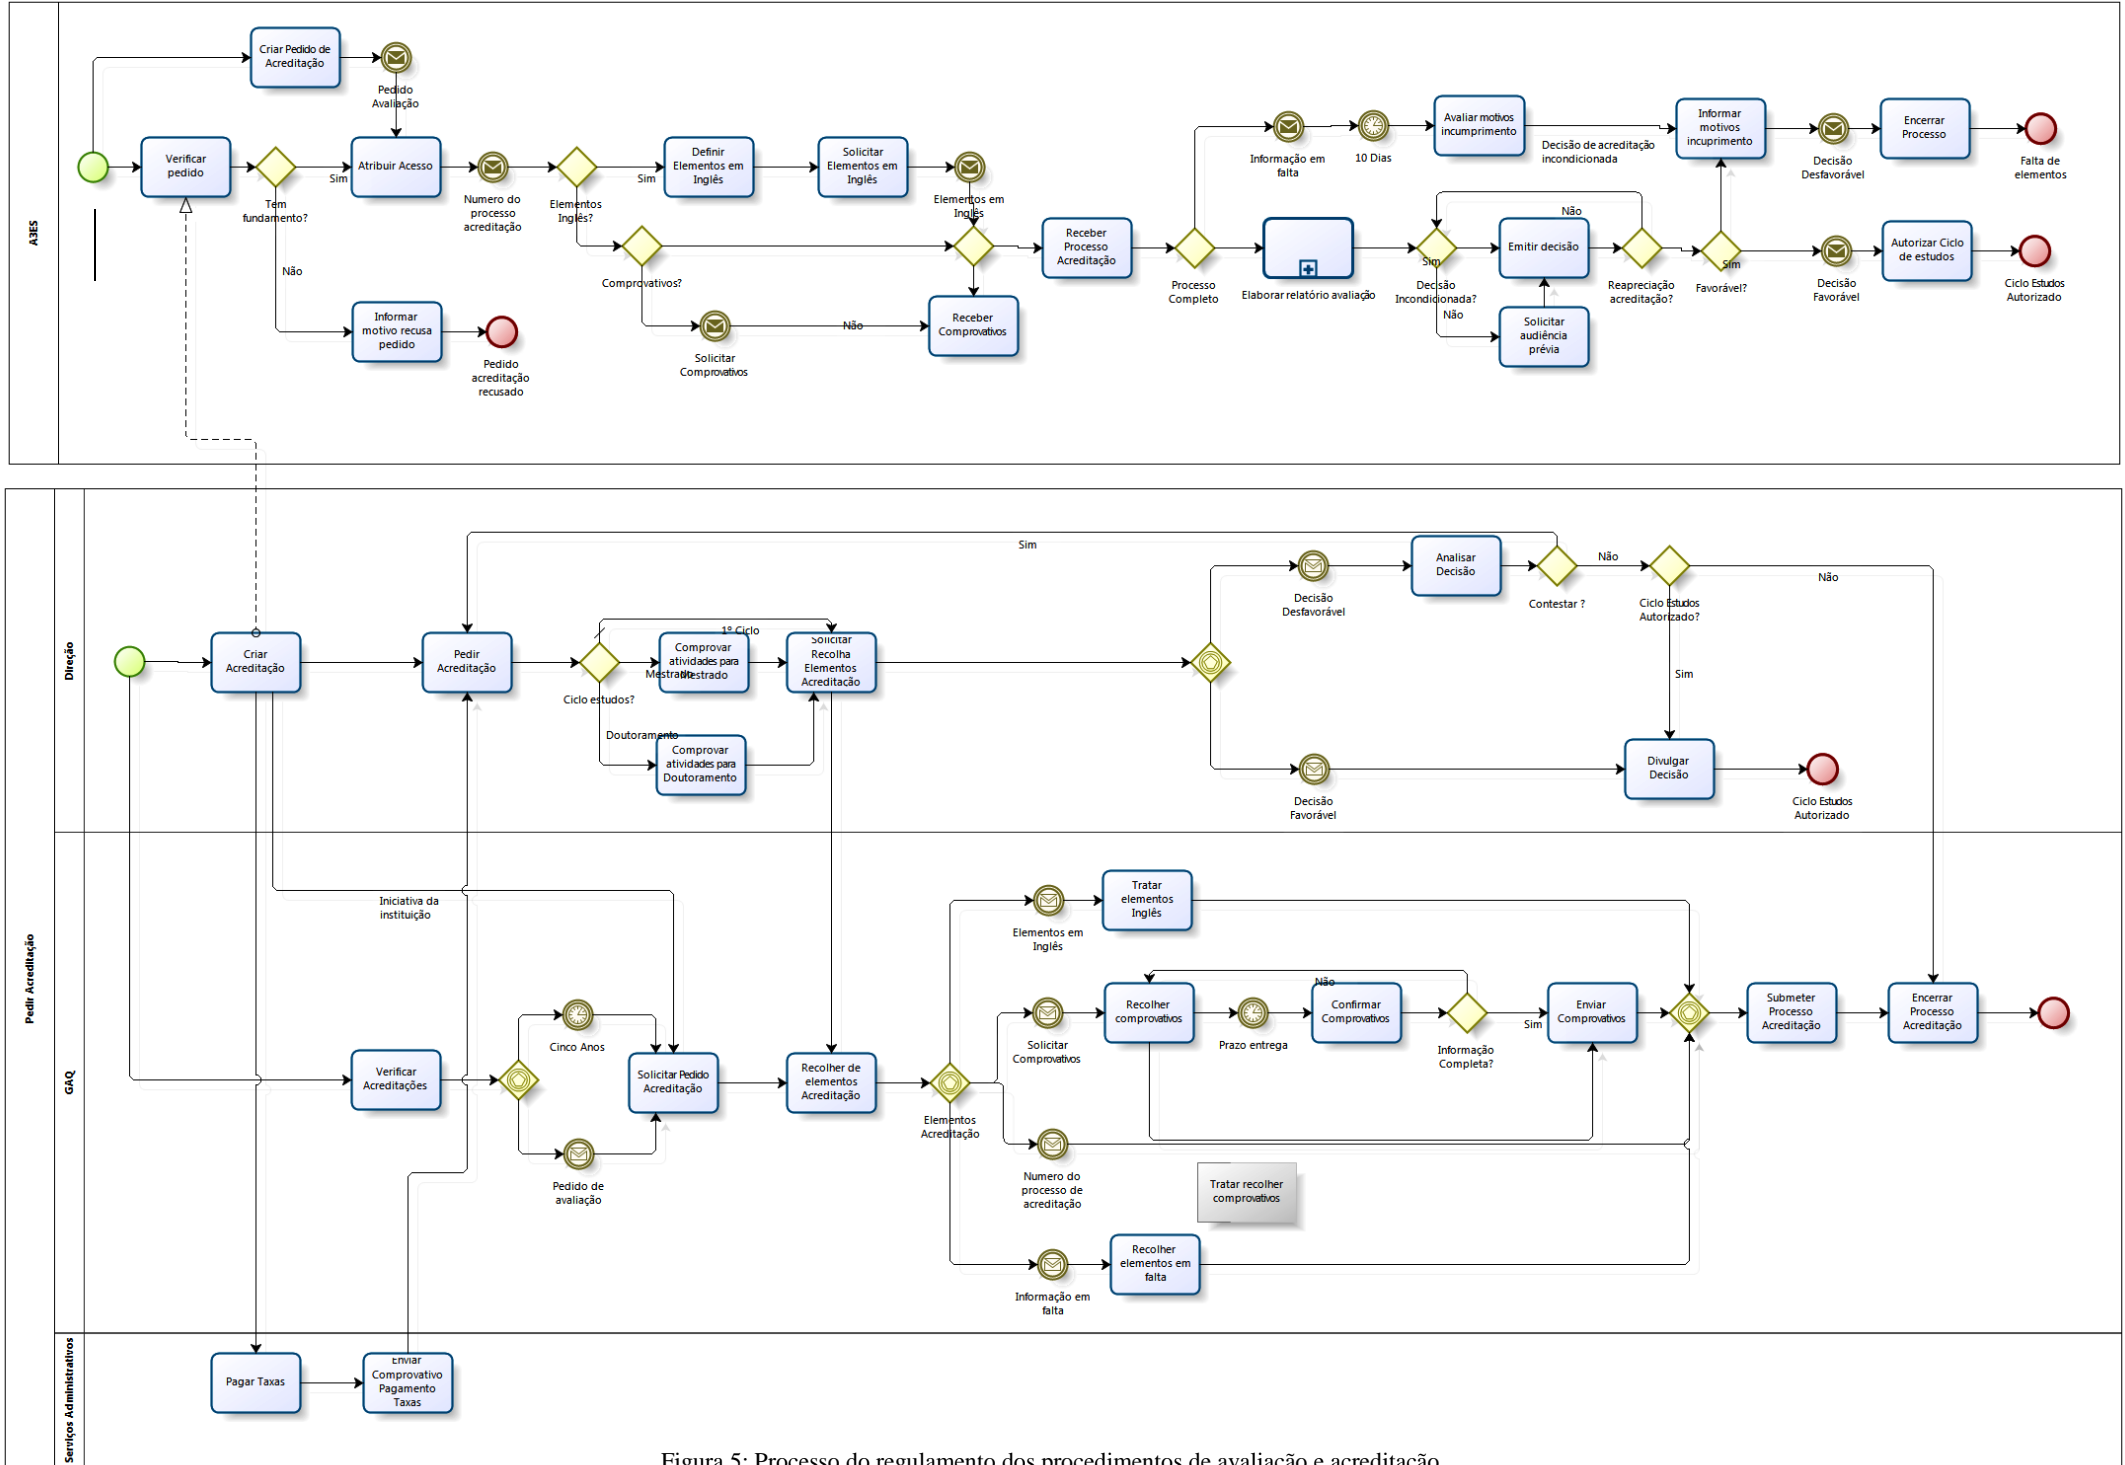 A3ES
Criar Pedido de
Acreditação
Pedido
Avaliação
Verificar
pedido
Tem
fundamento?
Sim
Não
Atribuir Acesso
Numero do
processo
acreditação
Informar
motivo recusa
pedido
Pedido
acreditação
recusado
Elementos
Inglês?
Sim
Definir
Elementos em
Inglês
Solicitar
Elementos em
Inglês
Elementos em
Inglês
Comprovativos?
Solicitar
Comprovativos
Não
Receber
Comprovativos
Receber
Processo
Acreditação
Processo
Completo
Informação em
falta
10 Dias
Avaliar motivos
incumprimento
Decisão de acreditação
incondicionada
Informar
motivos
incuprimento
Decisão
Desfavorável
Encerrar
Processo
Falta de
elementos
Elaborar relatório avaliação
Sim
Decisão
Incondicionada?
Não
Emitir decisão
Não
Solicitar
audiência
prévia
Reapreciação
acreditação?
Sim
Favorável?
Decisão
Favorável
Autorizar Ciclo
de estudos
Ciclo Estudos
Autorizado
Pedir Acreditação
Direção
Criar
Acreditação
Pedir
Acreditação
Sim
Ciclo estudos?
1º Ciclo
Mestrado
Comprovar
atividades para
Mestrado
Doutoramento
Comprovar
atividades para
Doutoramento
Solicitar
Recolha
Elementos
Acreditação
Decisão
Desfavorável
Analisar
Decisão
Contestar ?
Não
Ciclo Estudos
Autorizado?
Não
Sim
Decisão
Favorável
Divulgar
Decisão
Ciclo Estudos
Autorizado
GAQ
Iniciativa da
instituição
Verificar
Acreditações
Cinco Anos
Pedido de
avaliação
Solicitar Pedido
Acreditação
Recolher de
elementos
Acreditação
Elementos
Acreditação
Elementos em
Inglês
Tratar
elementos
Inglês
Solicitar
Comprovativos
Recolher
comprovativos
Prazo entrega
Não
Confirmar
Comprovativos
Informação
Completa?
Sim
Enviar
Comprovativos
Submeter
Processo
Acreditação
Encerrar
Processo
Acreditação
Numero do
processo de
acreditação
Tratar recolher
comprovativos
Informação em
falta
Recolher
elementos em
falta
Serviços Administrativos
Pagar Taxas
Enviar
Comprovativo
Pagamento
Taxas
Figura 5: Processo do regulamento dos procedimentos de avaliação e acreditação